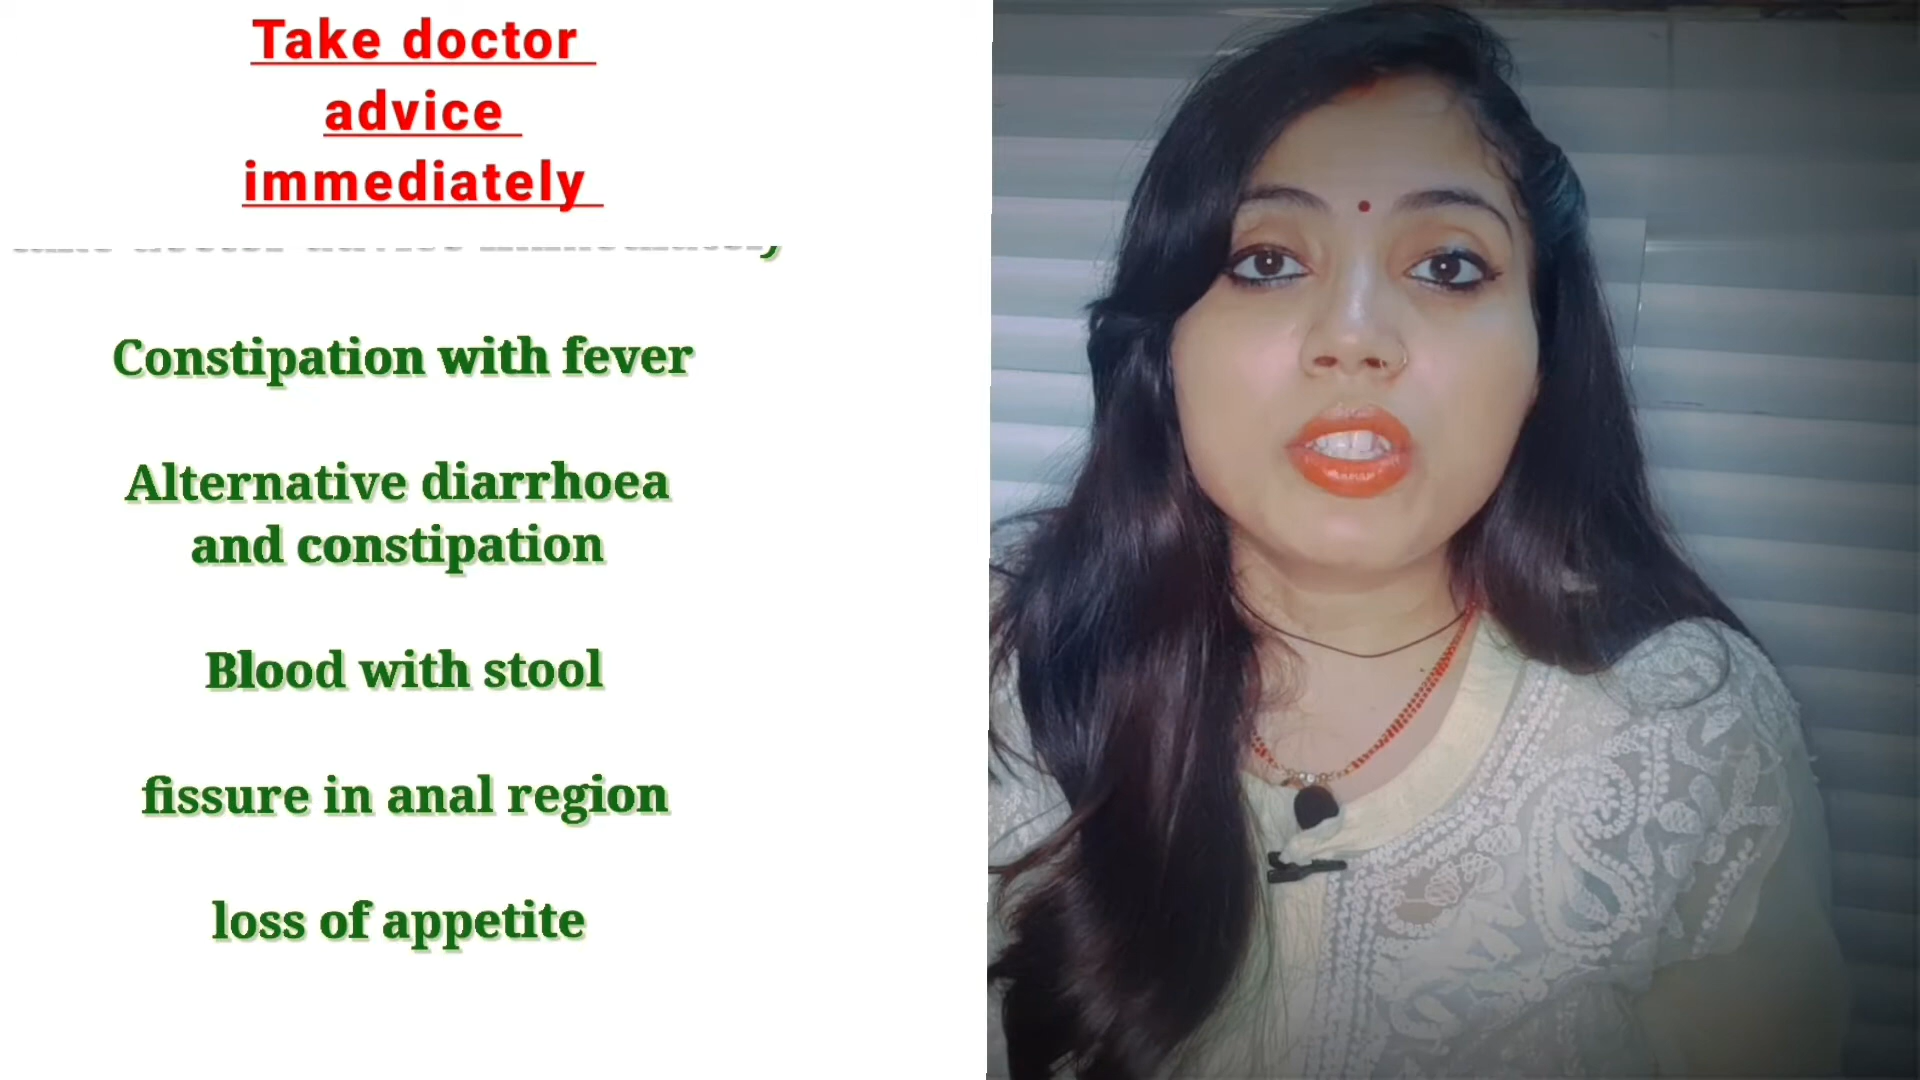 Take doctor
advice
immediately
Constipation with fever
Alternative diarrhoea
and constipation
Blood with stool
fissure in anal region
loss of appetite